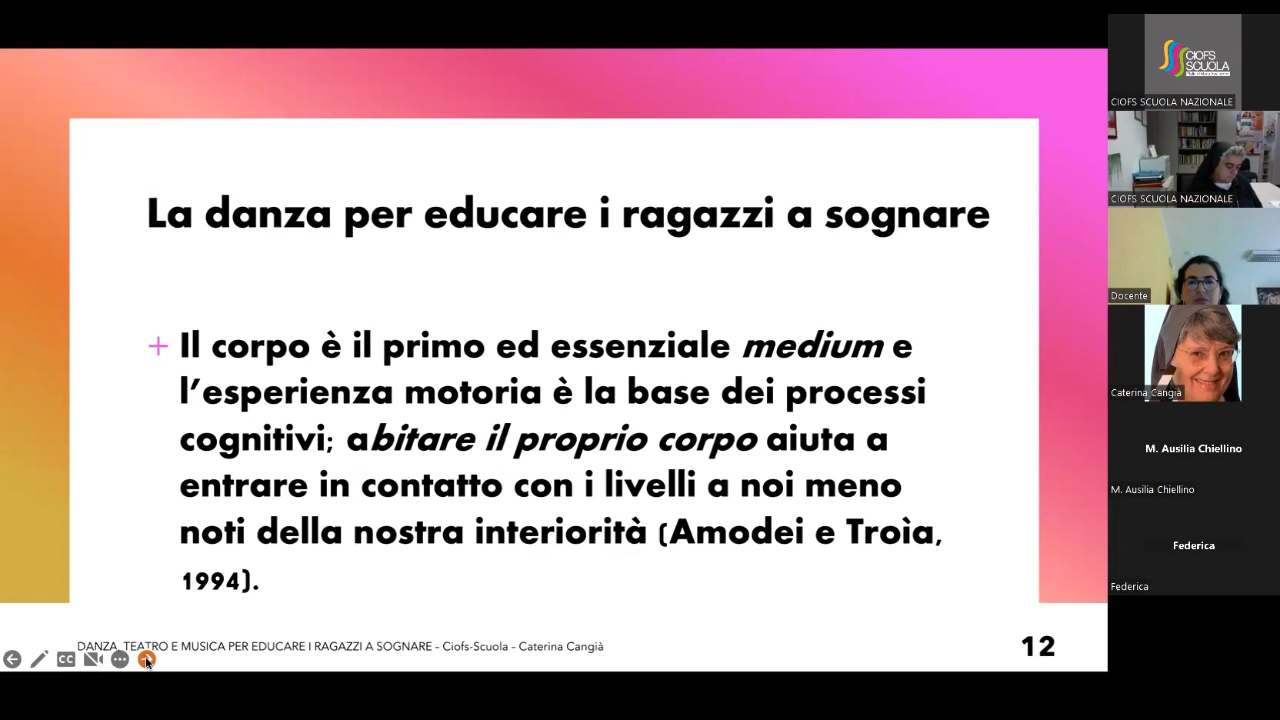 La danza per educare i ragazzi a sognare
+ Il corpo è il primo ed essenziale medium e
l’esperienza motoria è la base dei processi
cognitivi; abitare il proprio corpo aiuta a
entrare in contatto con i livelli a noi meno
noti della nostra interiorità (Amodei e Troìa,
1994).
DANZA, TEATRO E MUSICA PER EDUCARE I RAGAZZI A SOGNARE – Ciofs-Scuola – Caterina Cangià
12
CC
CIOFS
SCUOLA
CIOFS SCUOLA NAZIONALE
CIOFS SCUOLA NAZIONALE
Docente
Caterina Cangià
M. Ausilia Chiellino
M. Ausilia Chiellino
Federica
Federica